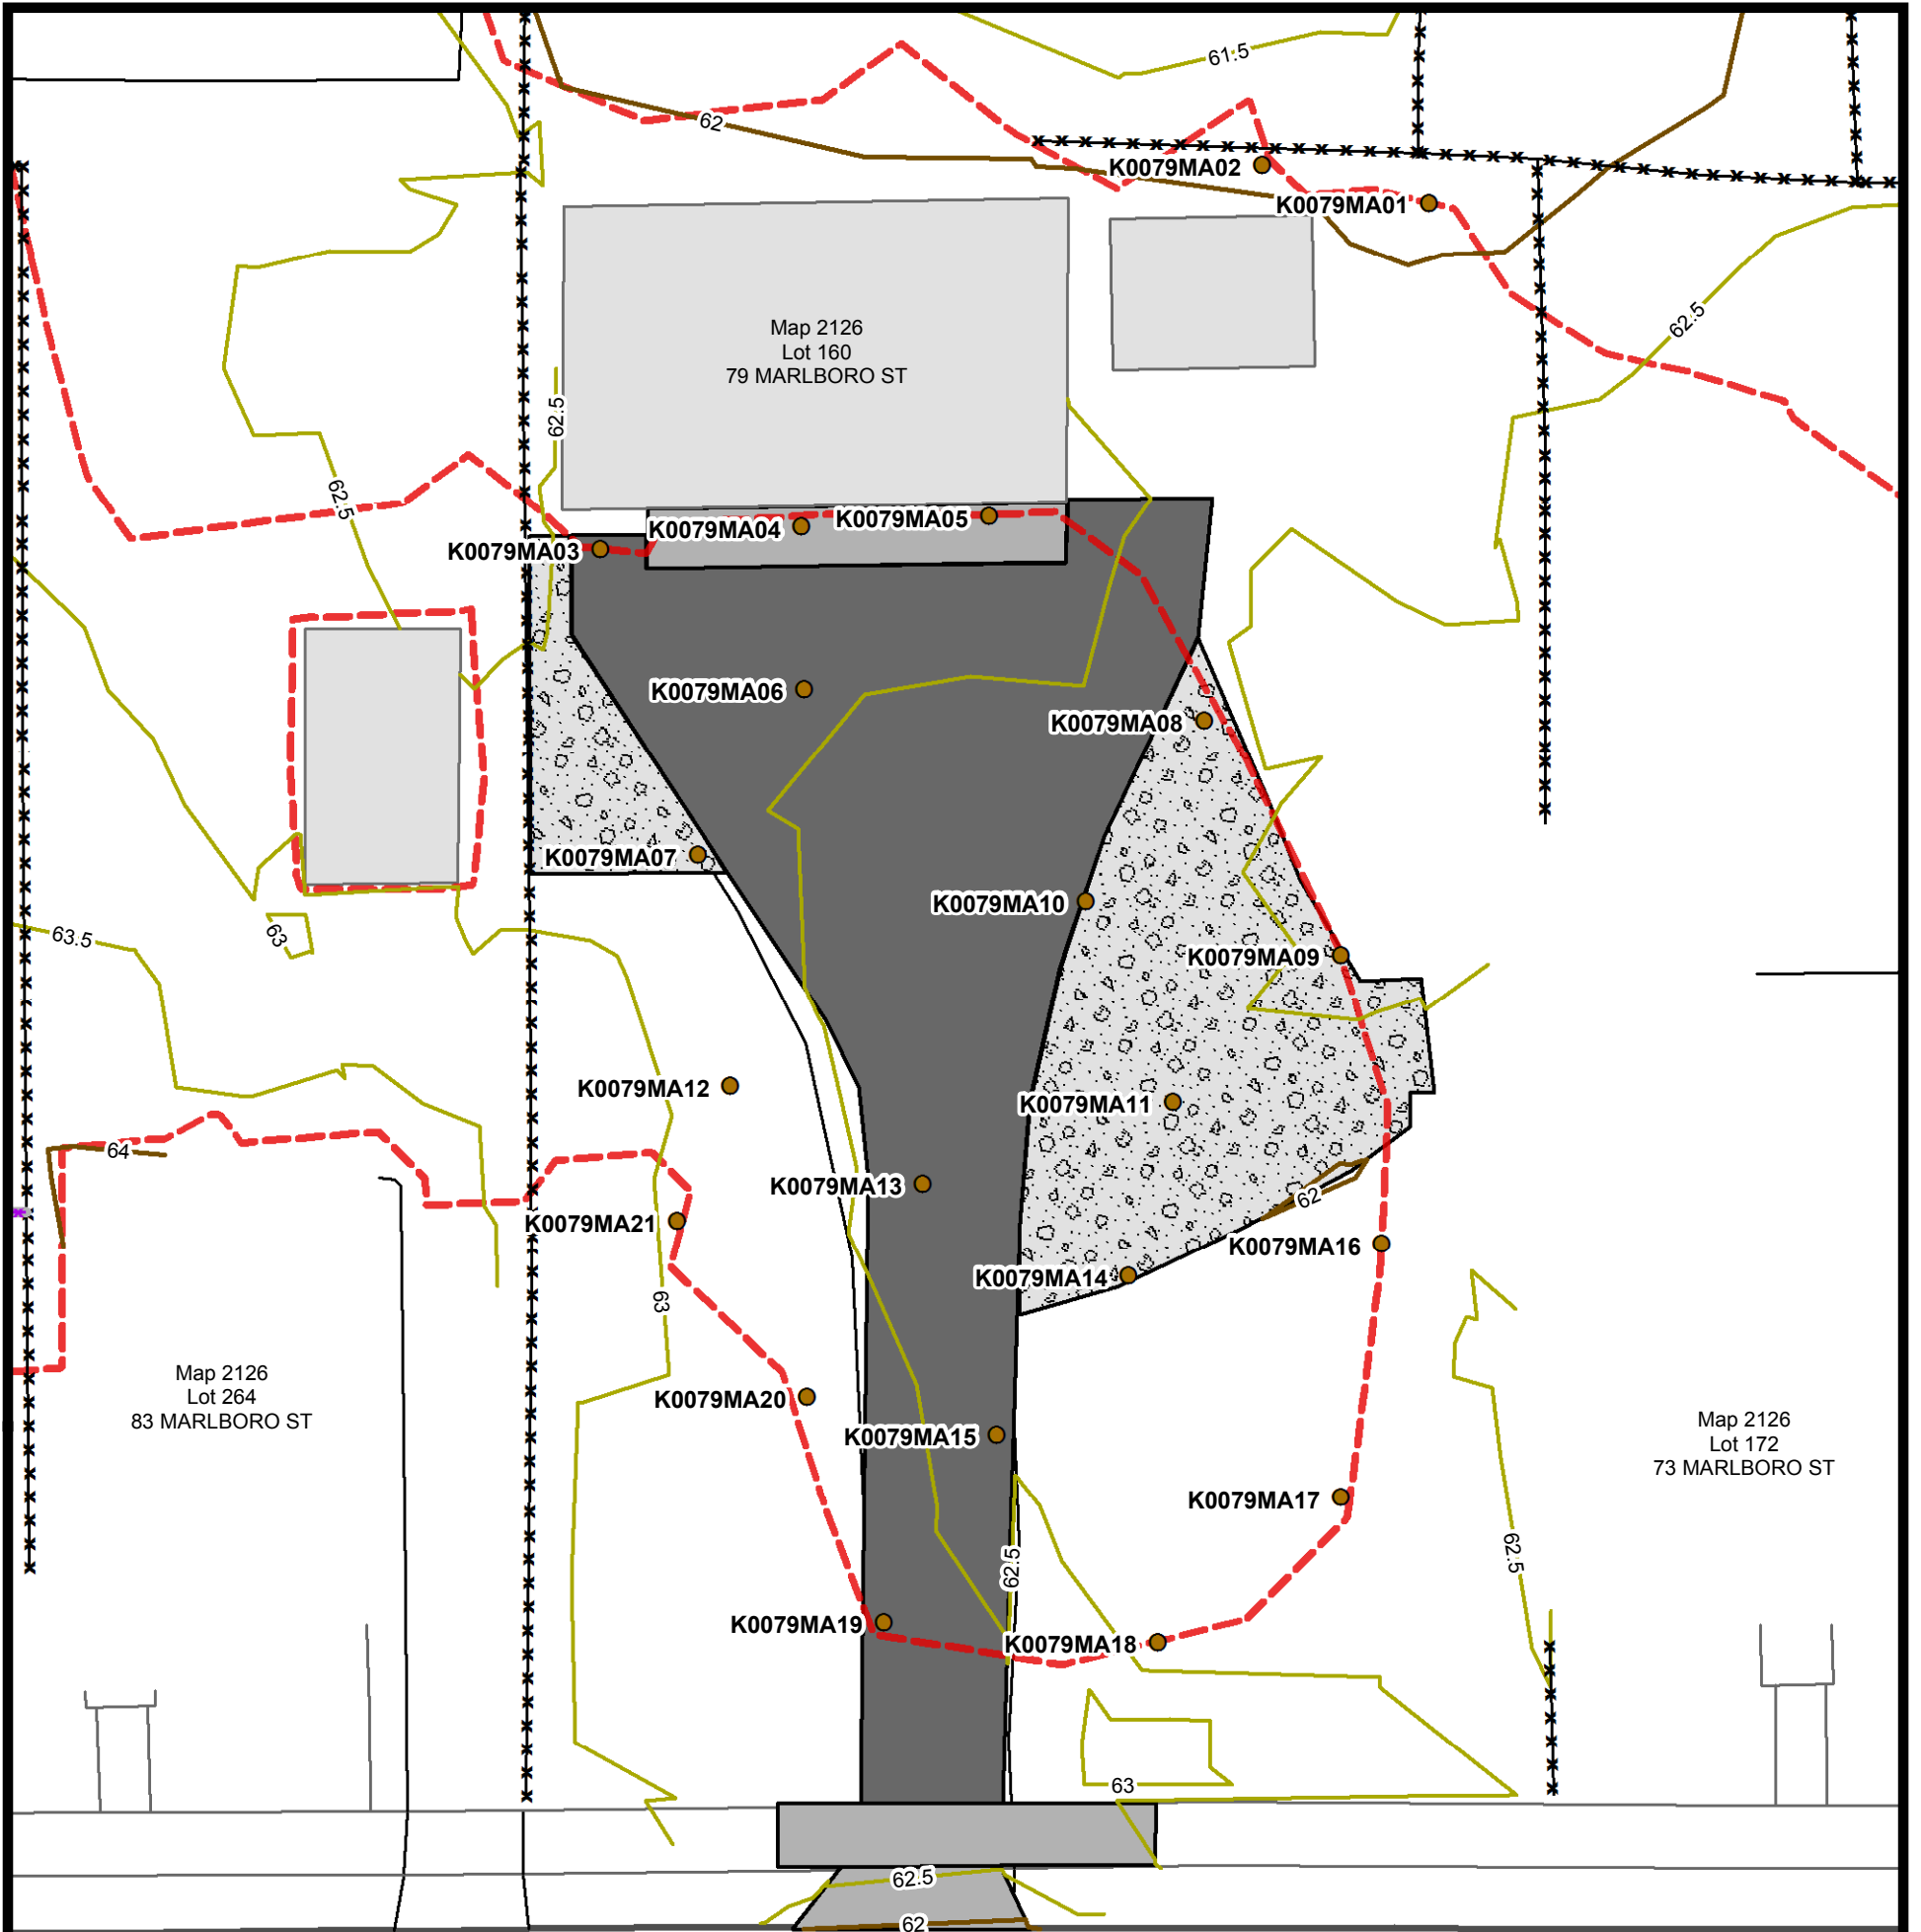 61.5
62
K0079MA02
K0079MA01
62.5
Map 2126
Lot 160
79 MARLBORO ST
62.5
62.5
K0079MA05
K0079MA04
K0079MA03
K0079MA06
K0079MA08
K0079MA07
K0079MA10
63.5
63
K0079MA09
K0079MA12
K0079MA11
64
K0079MA13
62
K0079MA21
K0079MA16
K0079MA14
63
Map 2126
Lot 264
83 MARLBORO ST
K0079MA20
K0079MA15
Map 2126
Lot 172
73 MARLBORO ST
K0079MA17
62.5
62.5
K0079MA19
K0079MA18
63
62.5
62